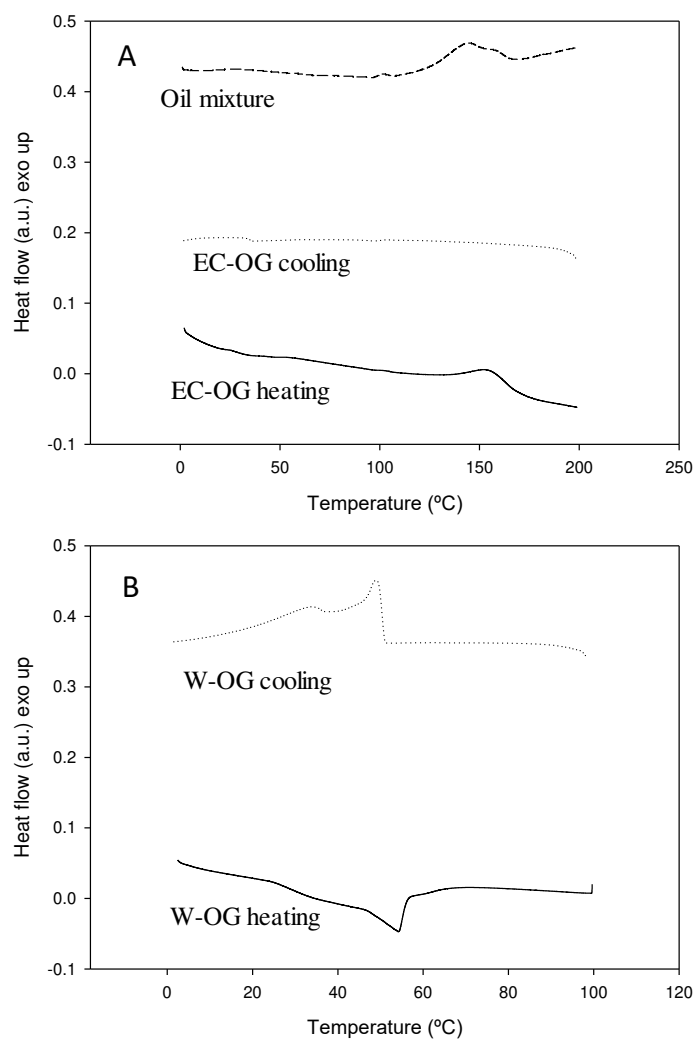 0.5
A
0.4
Oil mixture
0.3
Heat flow (a.u.) exo up
0.2
EC-OG cooling
0.1
0.0
EC-OG heating
-0.1
0 50 100 150 200 250
Temperature (ºC)
0.5
B
0.4
W-OG cooling
0.3
Heat flow (a.u.) exo up
0.2
0.1
0.0
W-OG heating
-0.1
0 20 40 60 80 100 120
Temperature (ºC)